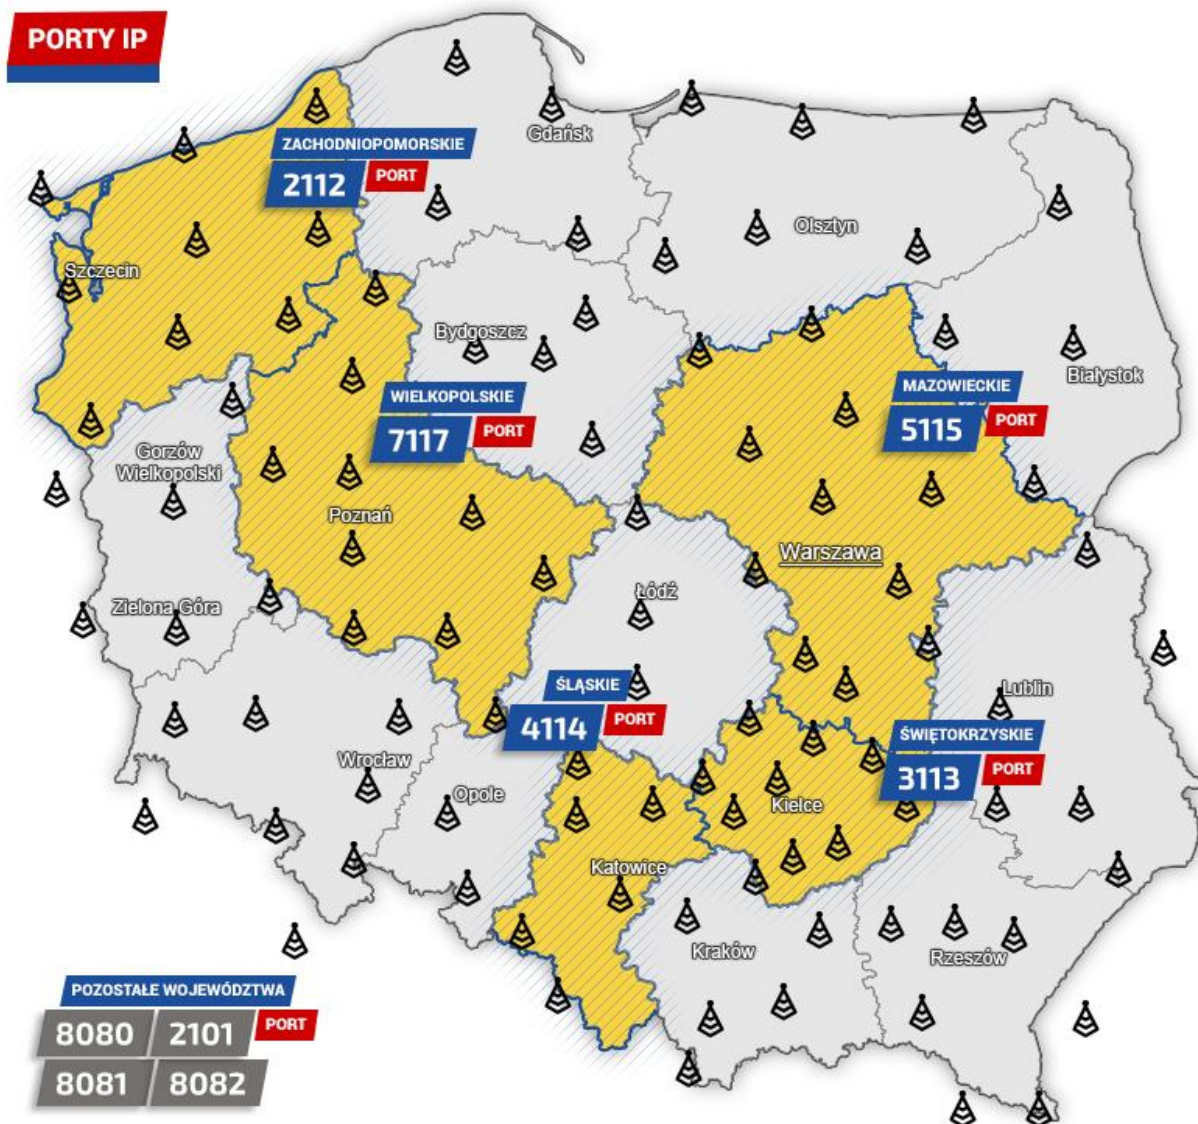 PORTY IP
Gdańsk
ZACHODNIOPOMORSKIE
2112 PORT
Olsztyn
Szczecin
Bydgoszcz
Białystok
WIELKOPOLSKIE
7117 PORT
MAZOWIECKIE
5115 PORT
Gorzów
Wielkopolski
Poznań
Warszawa
Zielona Góra
Łódź
ŚLĄSKIE
4114 PORT
Lublin
ŚWIĘTOKRZYSKIE
3113 PORT
Wrocław
Opole
Kielce
Katowice
Kraków
Rzeszów
POZOSTAŁE WOJEWÓDZTWA
8080 2101 PORT
8081 8082